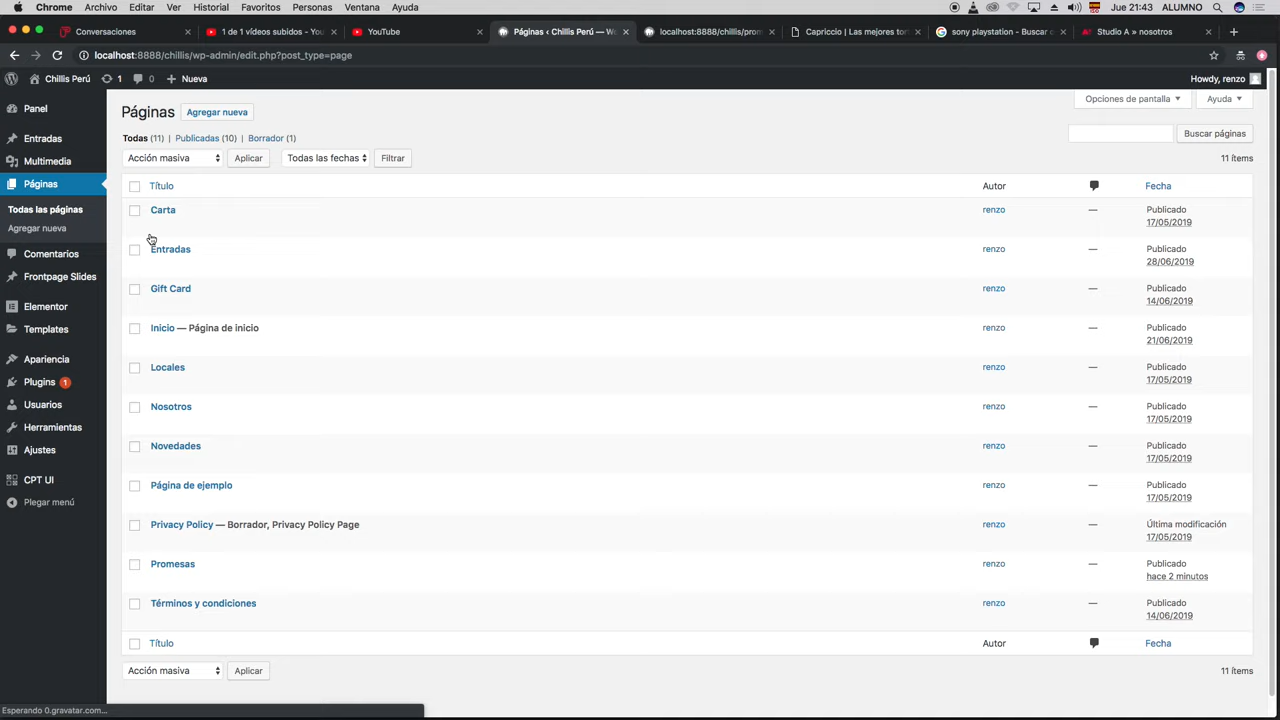 Chrome Archivo Editar Ver Historial Favoritos Personas Ventana Ayuda Jue 21:43 ALUMNO
Conversaciones 1 de 1 vídeos subidos - You YouTube Páginas ‹ Chillis Perú — Wo localhost:8888/chillis/prom Capriccio | Las mejores tor sony playstation - Buscar c Studio A » nosotros
localhost:8888/chillis/wp-admin/edit.php?post_type=page
Chillis Perú 1 0 Nueva Howdy, renzo
Panel
Entradas
Multimedia
Páginas
Todas las páginas
Agregar nueva
Comentarios
Frontpage Slides
Elementor
Templates
Apariencia
Plugins 1
Usuarios
Herramientas
Ajustes
CPT UI
Plegar menú
Opciones de pantalla Ayuda
Páginas Agregar nueva
Todas (11) | Publicadas (10) | Borrador (1)
Buscar páginas
Acción masiva Aplicar Todas las fechas Filtrar 11 ítems
Título Autor Fecha
Carta renzo — Publicado
17/05/2019
Entradas renzo — Publicado
28/06/2019
Gift Card renzo — Publicado
14/06/2019
Inicio — Página de inicio renzo — Publicado
21/06/2019
Locales renzo — Publicado
17/05/2019
Nosotros renzo — Publicado
17/05/2019
Novedades renzo — Publicado
17/05/2019
Página de ejemplo renzo — Publicado
17/05/2019
Privacy Policy — Borrador, Privacy Policy Page renzo — Última modificación
17/05/2019
Promesas renzo — Publicado
hace 2 minutos
Términos y condiciones renzo — Publicado
14/06/2019
Título Autor Fecha
Acción masiva Aplicar 11 ítems
Esperando 0.gravatar.com...